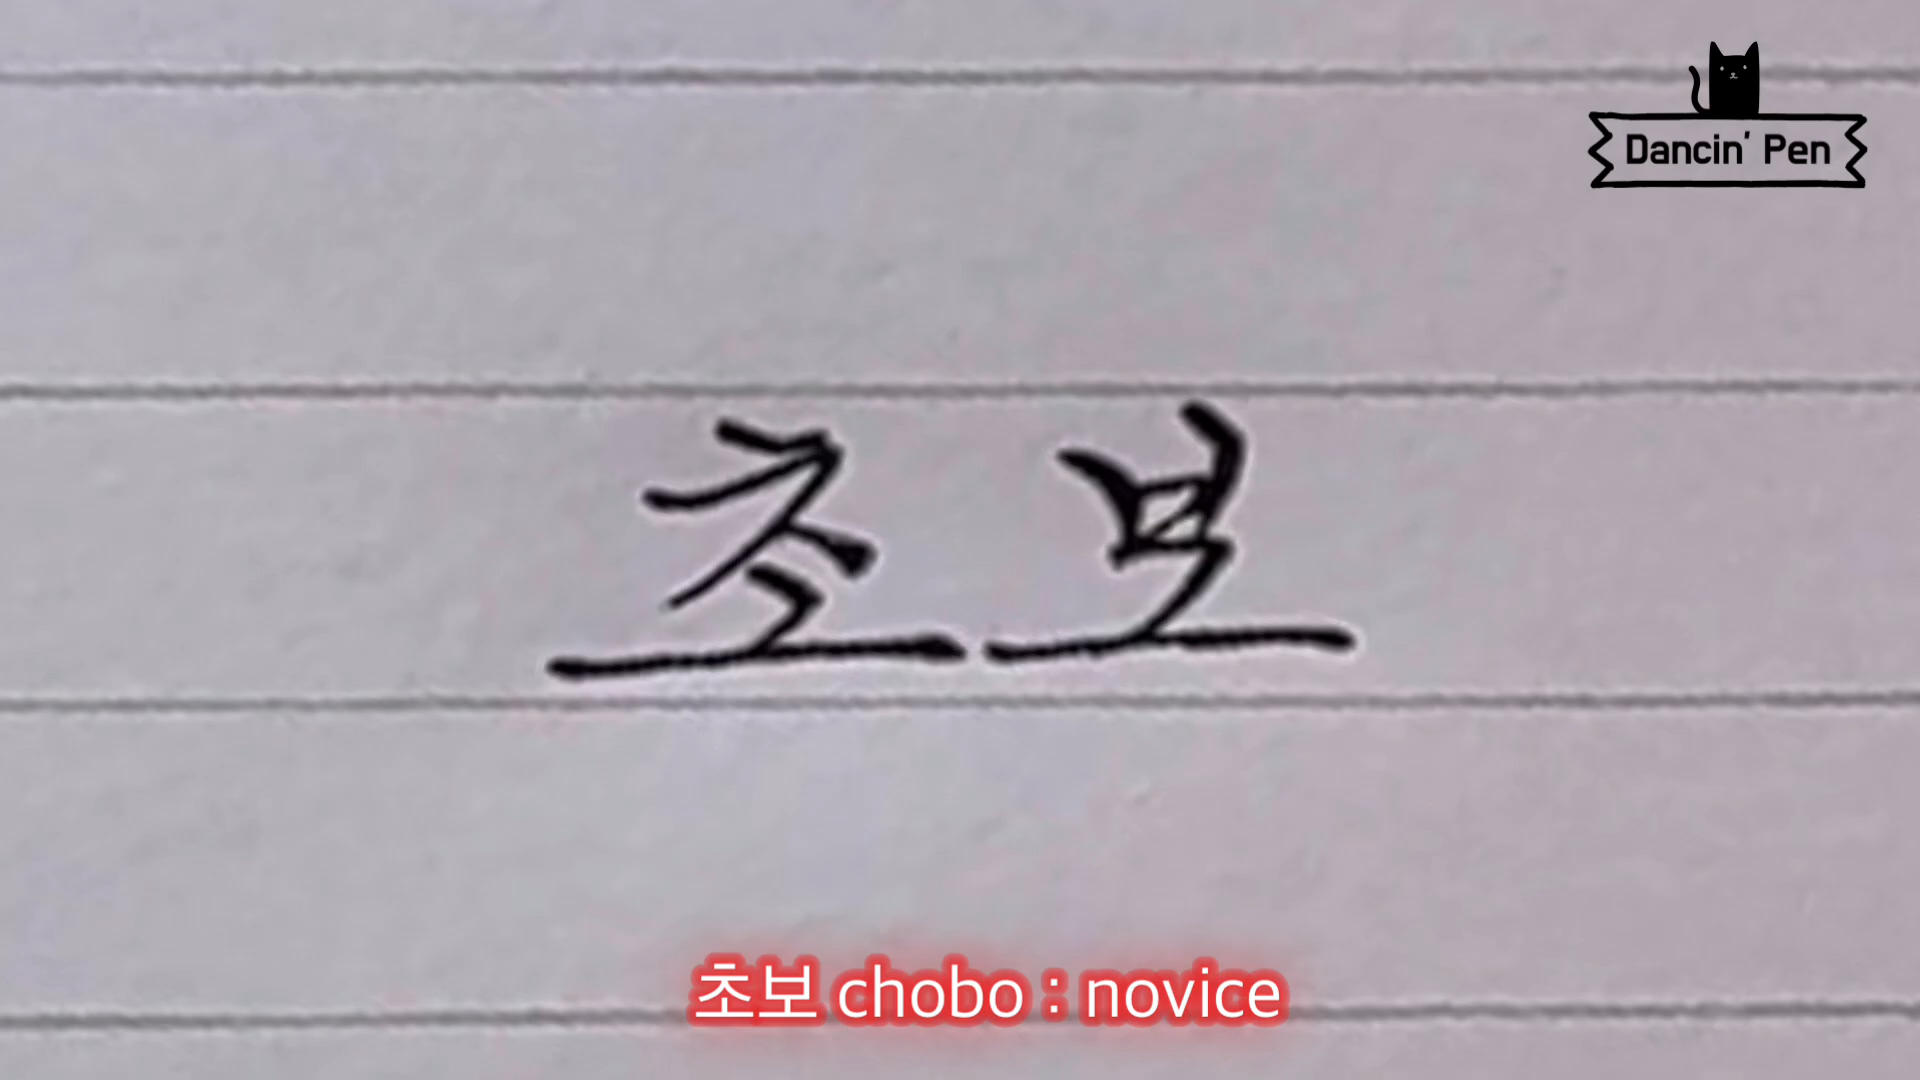 Dancin' Pen
초보
초보 chobo : novice